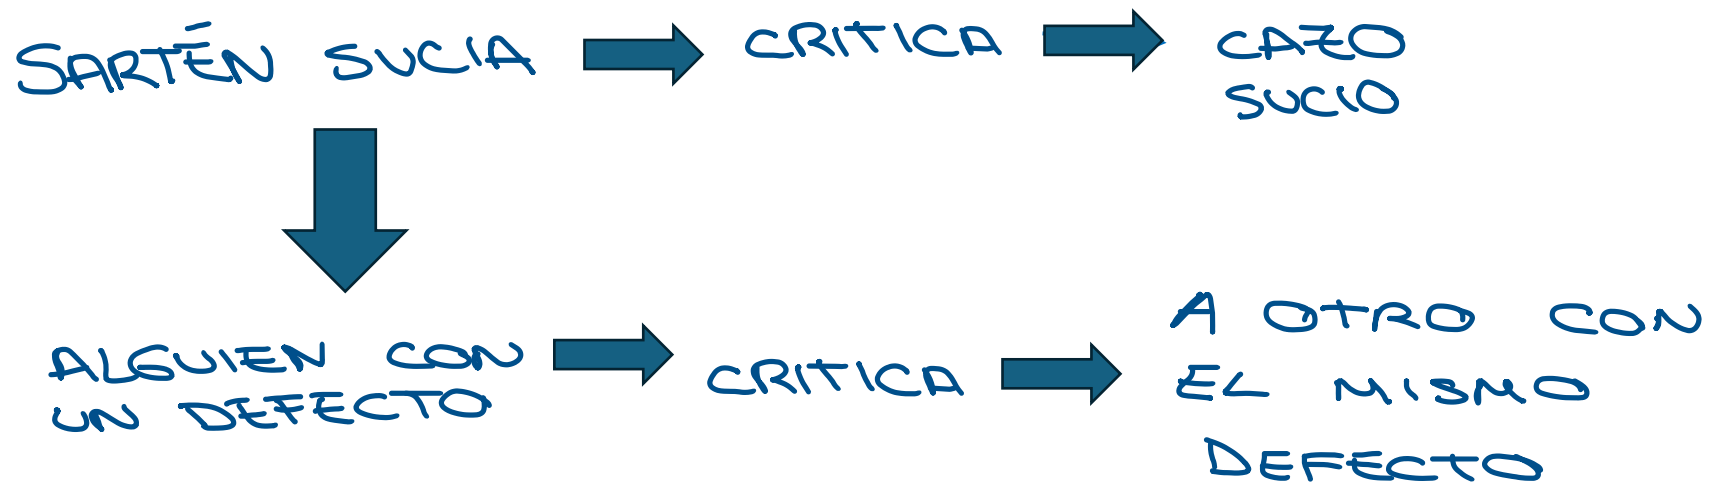 SARTÉN SUCIA
CRITICA
CAZO
SUCIO
ALGUIEN CON
UN DEFECTO
CRITICA
A OTRO CON
EL MISMO
DEFECTO